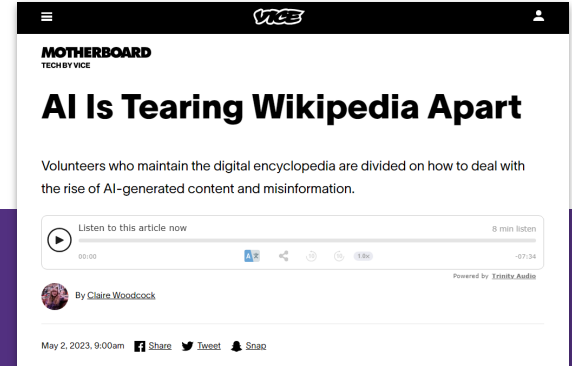 VICE
MOTHERBOARD
TECH BY VICE
AI Is Tearing Wikipedia Apart
Volunteers who maintain the digital encyclopedia are divided on how to deal with
the rise of AI-generated content and misinformation.
Listen to this article now
8 min listen
00:00
10
10
1.0x
-07:34
Powered by Trinity Audio
By Claire Woodcock
May 2, 2023, 9:00am Share Tweet Snap